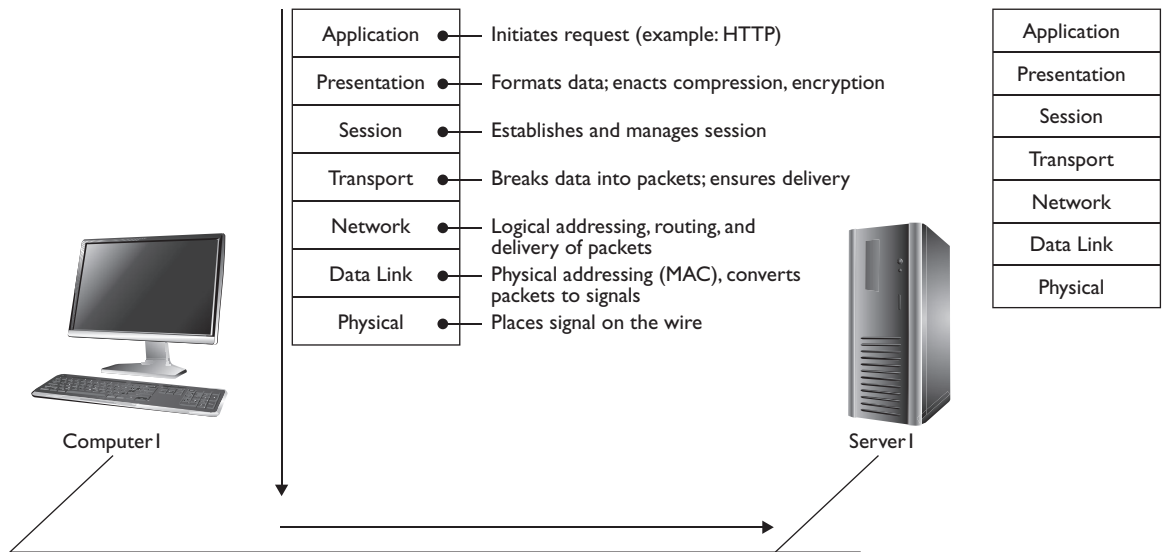 Application
Initiates request (example: HTTP)
Presentation
Formats data; enacts compression, encryption
Session
Establishes and manages session
Transport
Breaks data into packets; ensures delivery
Network
Logical addressing, routing, and
delivery of packets
Data Link
Physical addressing (MAC), converts
packets to signals
Physical
Places signal on the wire
Computer1
Server1
Application
Presentation
Session
Transport
Network
Data Link
Physical